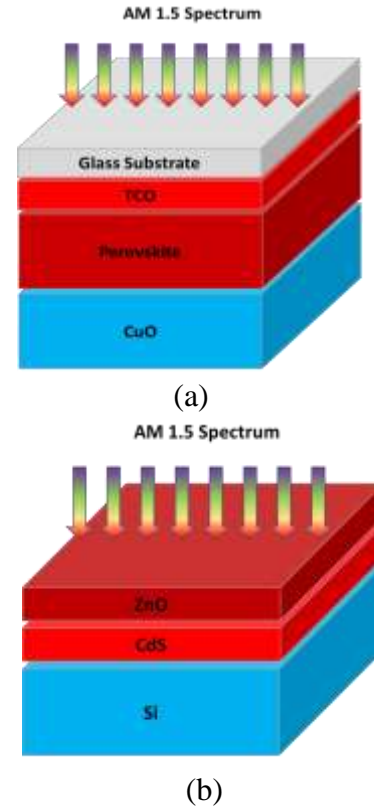 AM 1.5 Spectrum
Glass Substrate
TCO
Perovskite
CuO
(a)
AM 1.5 Spectrum
ZnO
CdS
Si
(b)